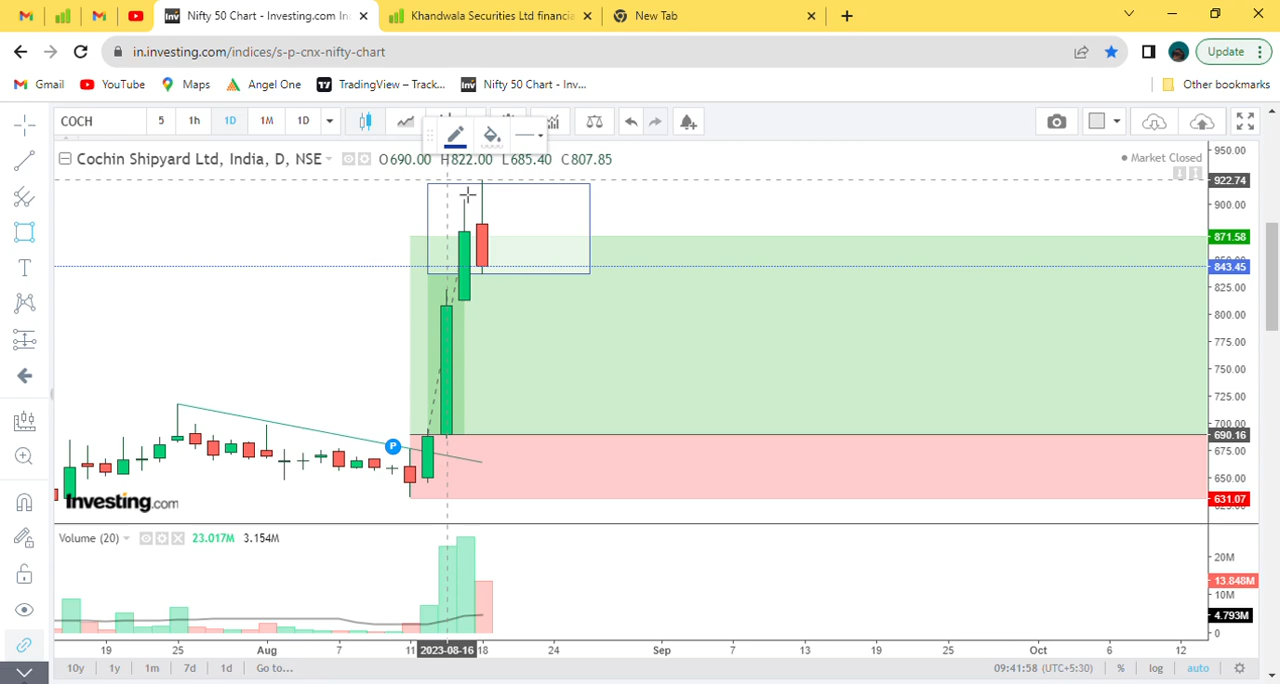 Nifty 50 Chart - Investing.com In
Khandwala Securities Ltd financia
New Tab
in.investing.com/indices/s-p-cnx-nifty-chart
Update
Gmail
YouTube
Maps
Angel One
TradingView – Track...
Nifty 50 Chart - Inv...
Other bookmarks
COCH
5
1h
1D
1M
1D
Cochin Shipyard Ltd, India, D, NSE
O690.00 H822.00 L685.40 C807.85
Market Closed
950.00
922.74
900.00
871.58
843.45
825.00
800.00
775.00
750.00
725.00
700.00
690.16
675.00
650.00
631.07
P
Investing.com
Volume (20)
23.017M 3.154M
20M
13.848M
10M
4.793M
0
19
25
Aug
7
11
2023-08-16
18
24
Sep
7
13
19
25
Oct
6
12
10y
1y
1m
7d
1d
Go to...
09:41:58 (UTC+5:30)
%
log
auto